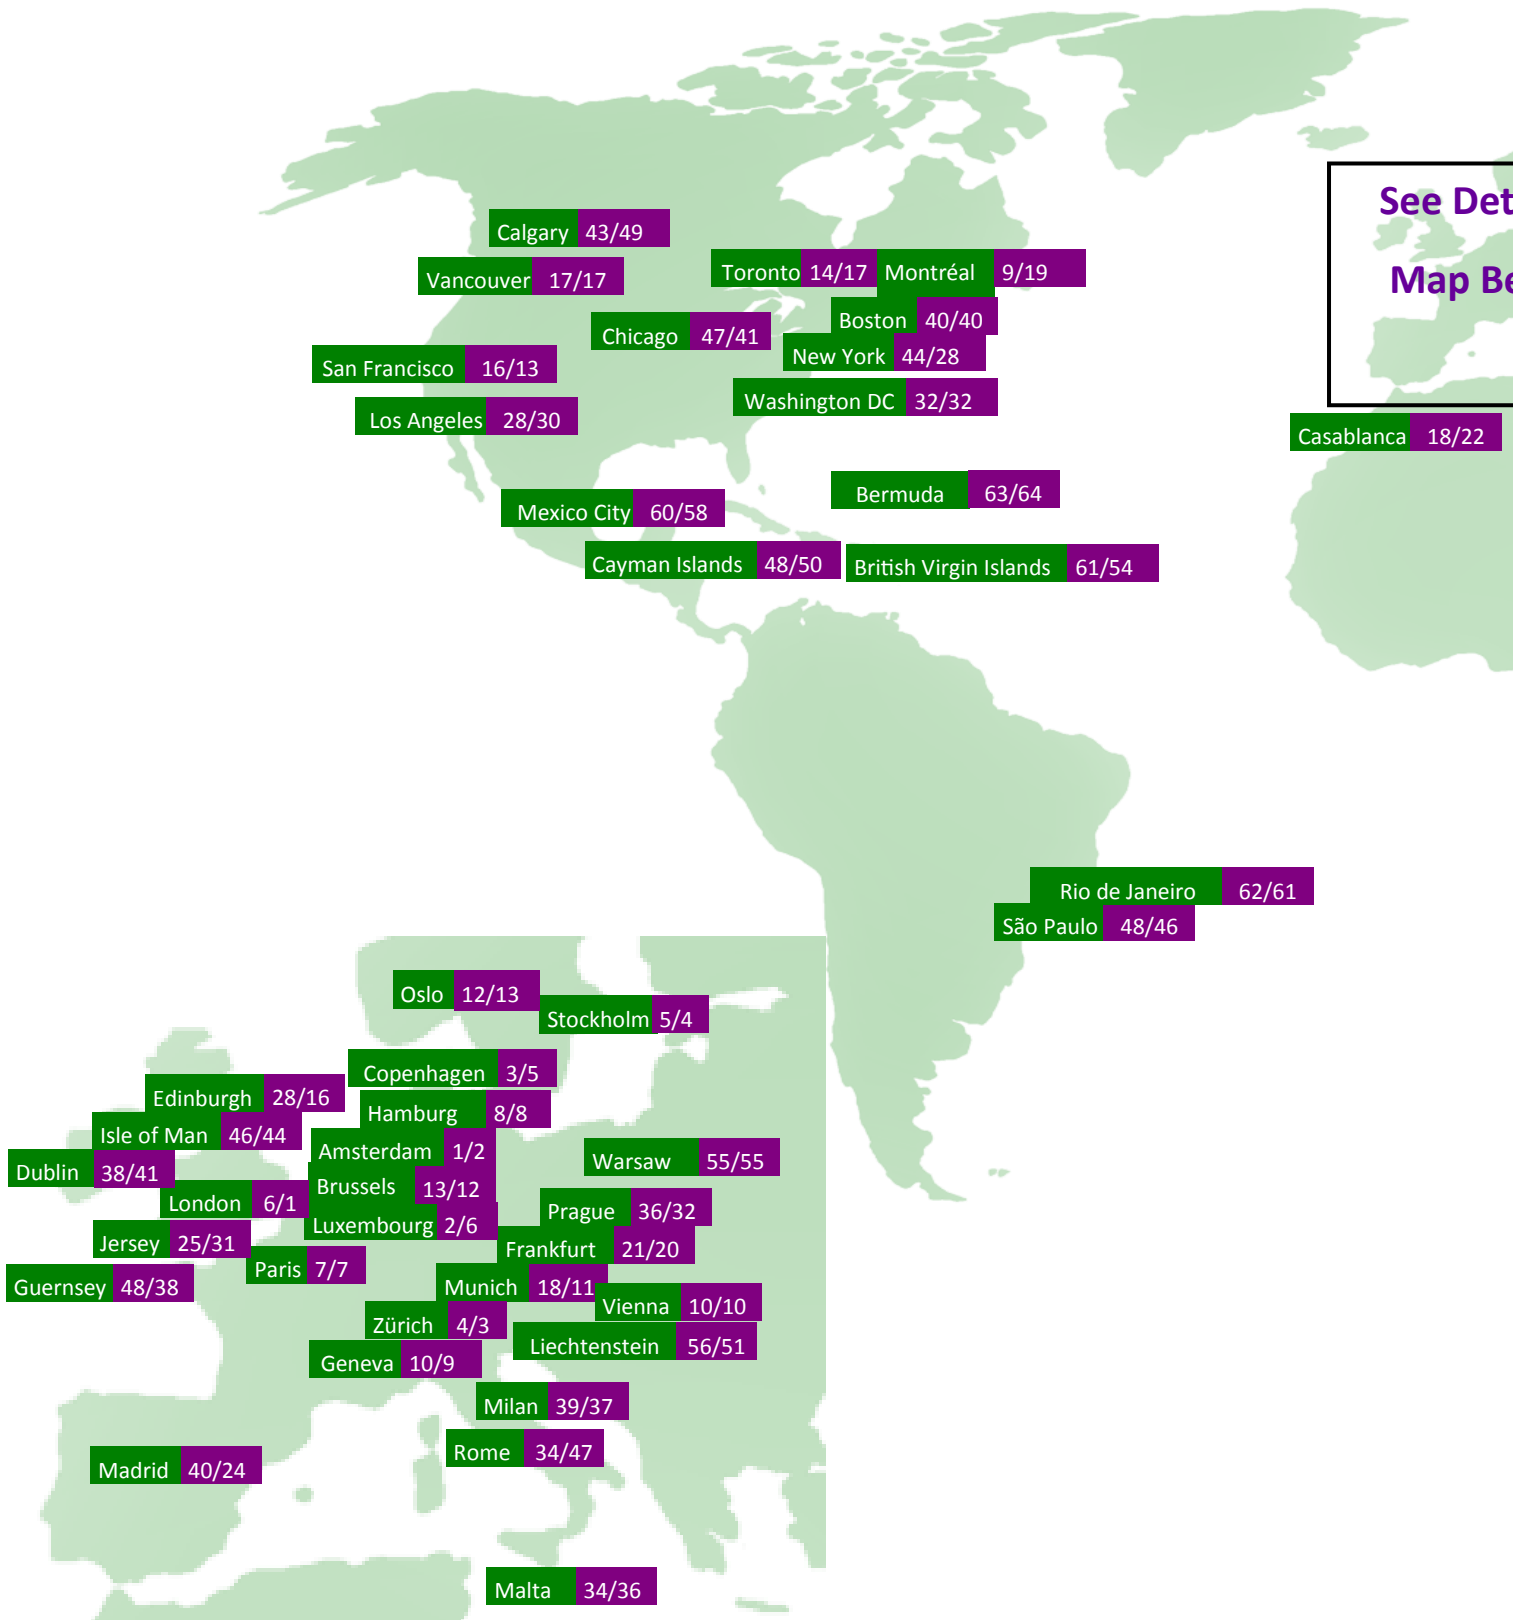 See Det
Map Be
Calgary 43/49
Vancouver 17/17
Toronto 14/17 Montréal 9/19
Boston 40/40
Chicago 47/41
New York 44/28
San Francisco 16/13
Washington DC 32/32
Los Angeles 28/30
Casablanca 18/22
Bermuda 63/64
Mexico City 60/58
Cayman Islands 48/50
British Virgin Islands 61/54
Rio de Janeiro 62/61
São Paulo 48/46
Oslo 12/13
Stockholm 5/4
Copenhagen 3/5
Edinburgh 28/16
Hamburg 8/8
Isle of Man 46/44
Amsterdam 1/2
Warsaw 55/55
Dublin 38/41
Brussels 13/12
London 6/1
Prague 36/32
Luxembourg 2/6
Jersey 25/31
Frankfurt 21/20
Paris 7/7
Guernsey 48/38
Munich 18/11
Vienna 10/10
Zürich 4/3
Liechtenstein 56/51
Geneva 10/9
Milan 39/37
Rome 34/47
Madrid 40/24
Malta 34/36